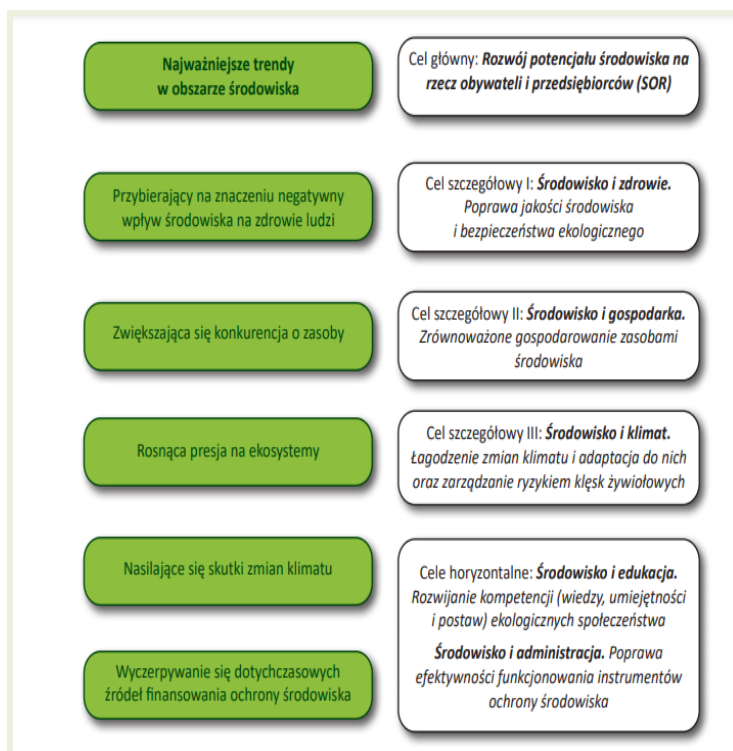 Najważniejsze trendy
w obszarze środowiska
Cel główny: Rozwój potencjału środowiska na
rzecz obywateli i przedsiębiorców (SOR)
Przybierający na znaczeniu negatywny
wpływ środowiska na zdrowie ludzi
Cel szczegółowy I: Środowisko i zdrowie.
Poprawa jakości środowiska
i bezpieczeństwa ekologicznego
Zwiększająca się konkurencja o zasoby
Cel szczegółowy II: Środowisko i gospodarka.
Zrównoważone gospodarowanie zasobami
środowiska
Rosnąca presja na ekosystemy
Cel szczegółowy III: Środowisko i klimat.
Łagodzenie zmian klimatu i adaptacja do nich
oraz zarządzanie ryzykiem klęsk żywiołowych
Nasilające się skutki zmian klimatu
Wyczerpywanie się dotychczasowych
źródeł finansowania ochrony środowiska
Cele horyzontalne: Środowisko i edukacja.
Rozwijanie kompetencji (wiedzy, umiejętności
i postaw) ekologicznych społeczeństwa
Środowisko i administracja. Poprawa
efektywności funkcjonowania instrumentów
ochrony środowiska